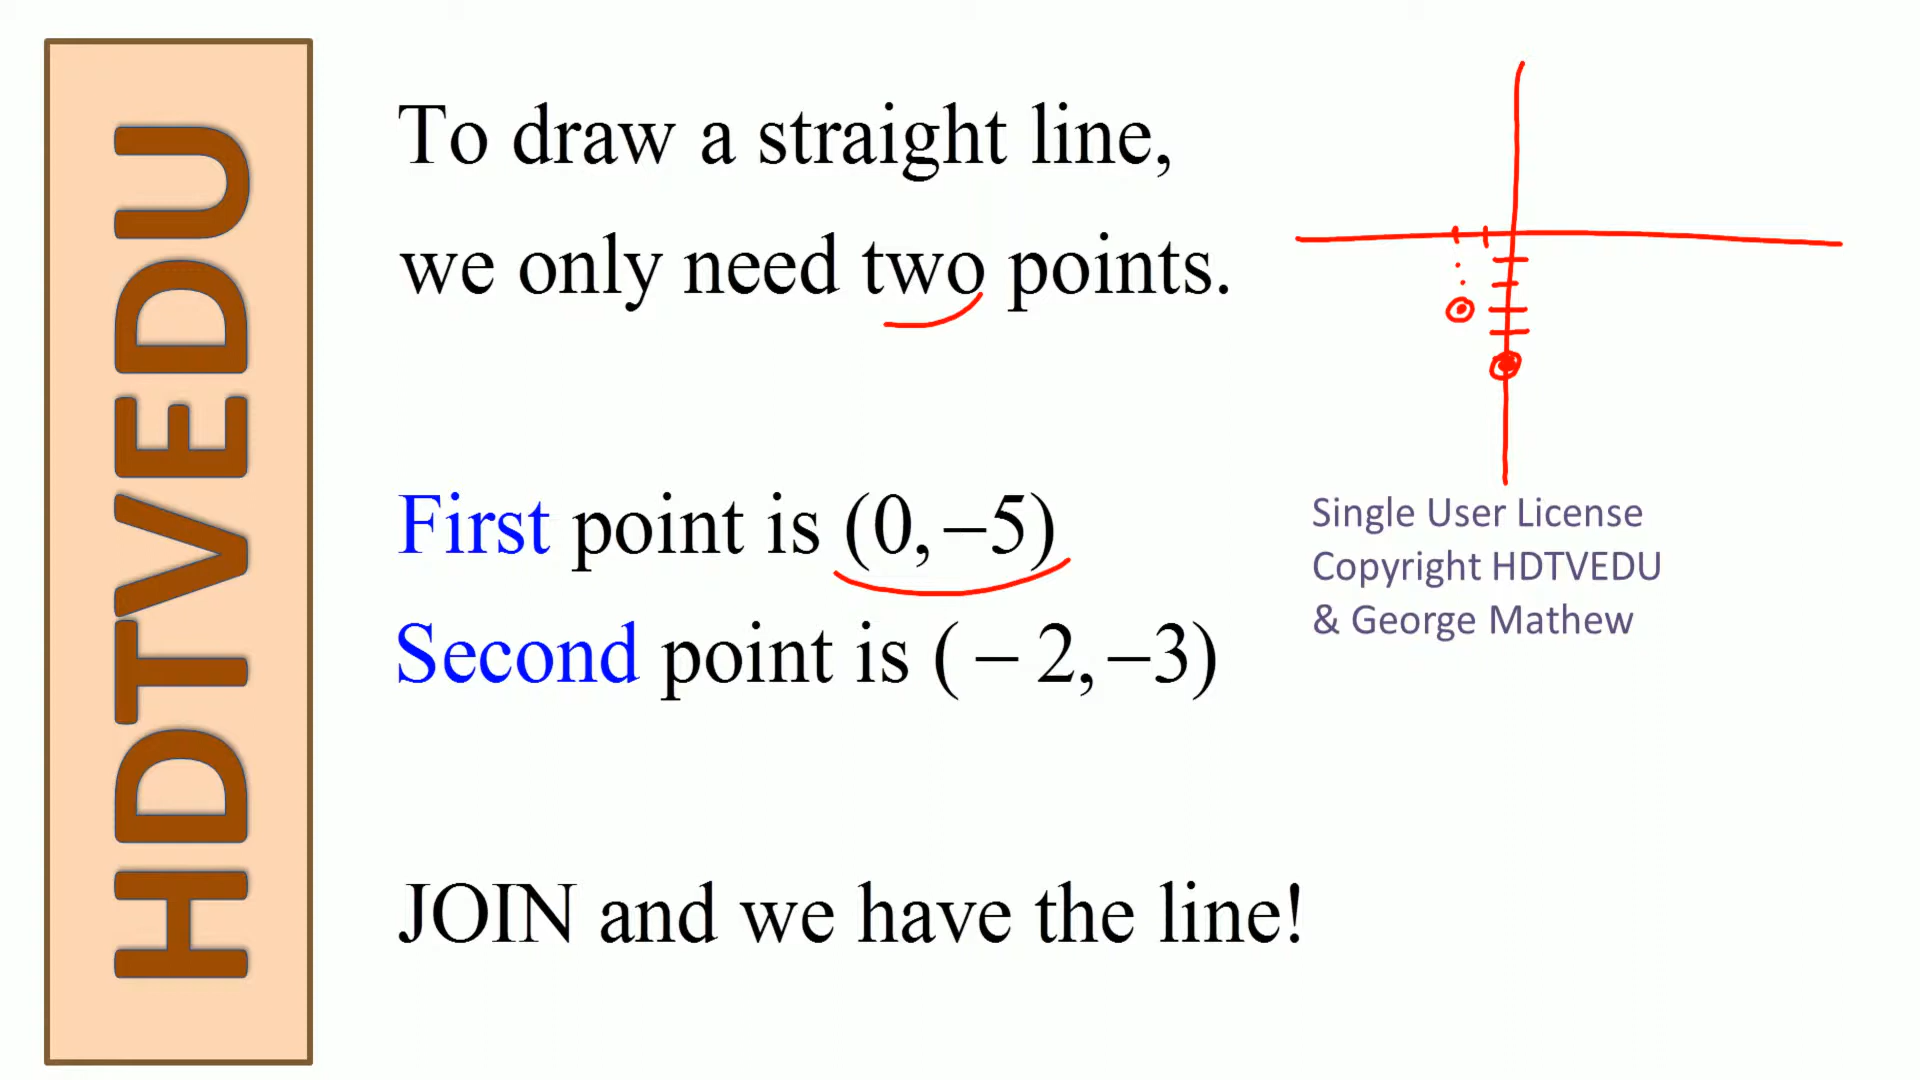 HDTVEDU
To draw a straight line,
we only need two points.
First point is (0, −5)
Second point is ( − 2, −3)
JOIN and we have the line!
Single User License
Copyright HDTVEDU
& George Mathew